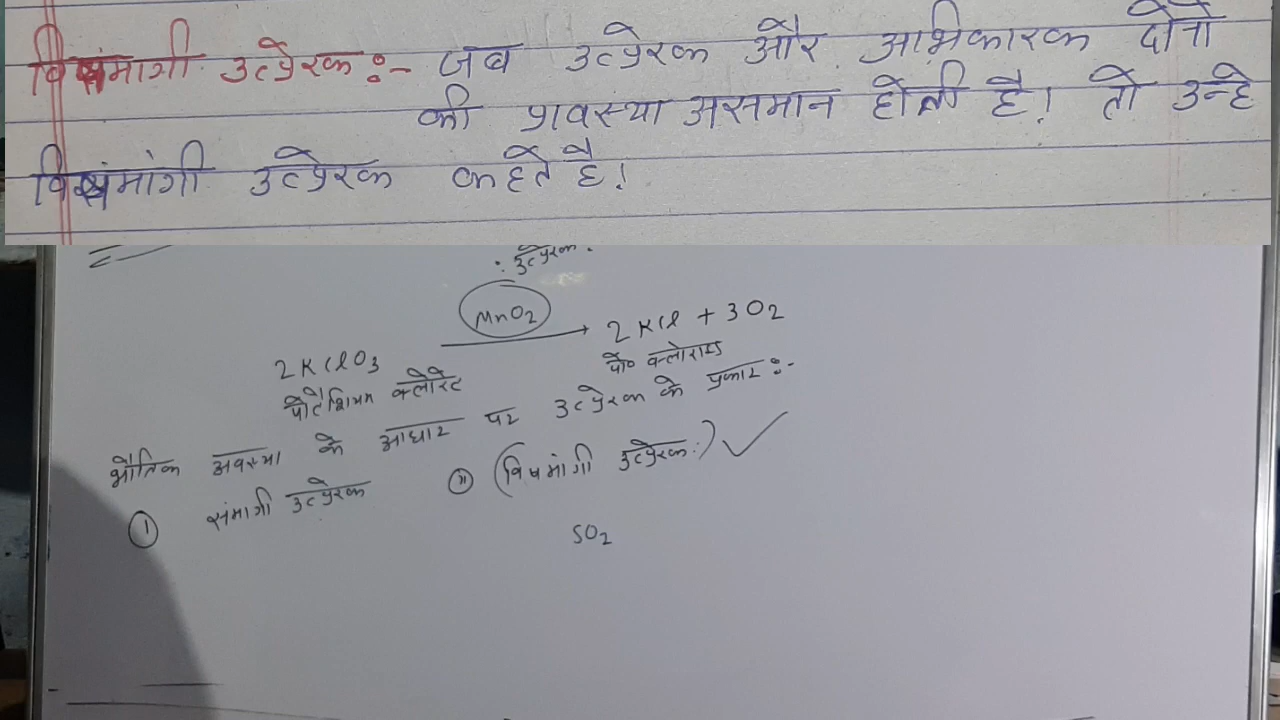 विषमांगी उत्प्रेरक :- जब उत्प्रेरक और अभिकारक दोनो
की प्रावस्था असमान होती है। तो उन्हे
विषमांगी उत्प्रेरक कहते है।
: उत्प्रेरक.
MnO2
2KClO3 → 2KCl + 3O2
पोटेशियम क्लोरेट पो० क्लोराइड
भौतिक अवस्था के आधार पर उत्प्रेरक के प्रकार :-
① समांगी उत्प्रेरक ② (विषमांगी उत्प्रेरक:) ✓
SO2